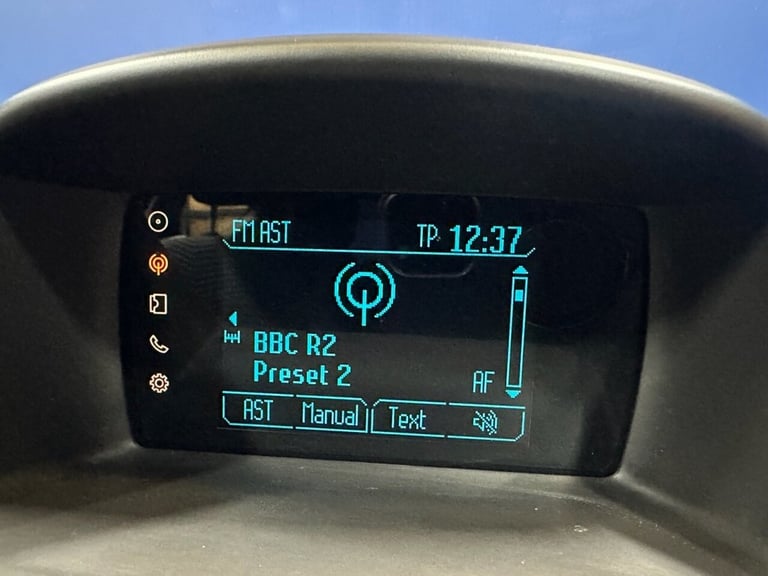 FM AST TP 12:37
BBC R2
Preset 2 AF
AST Manual Text